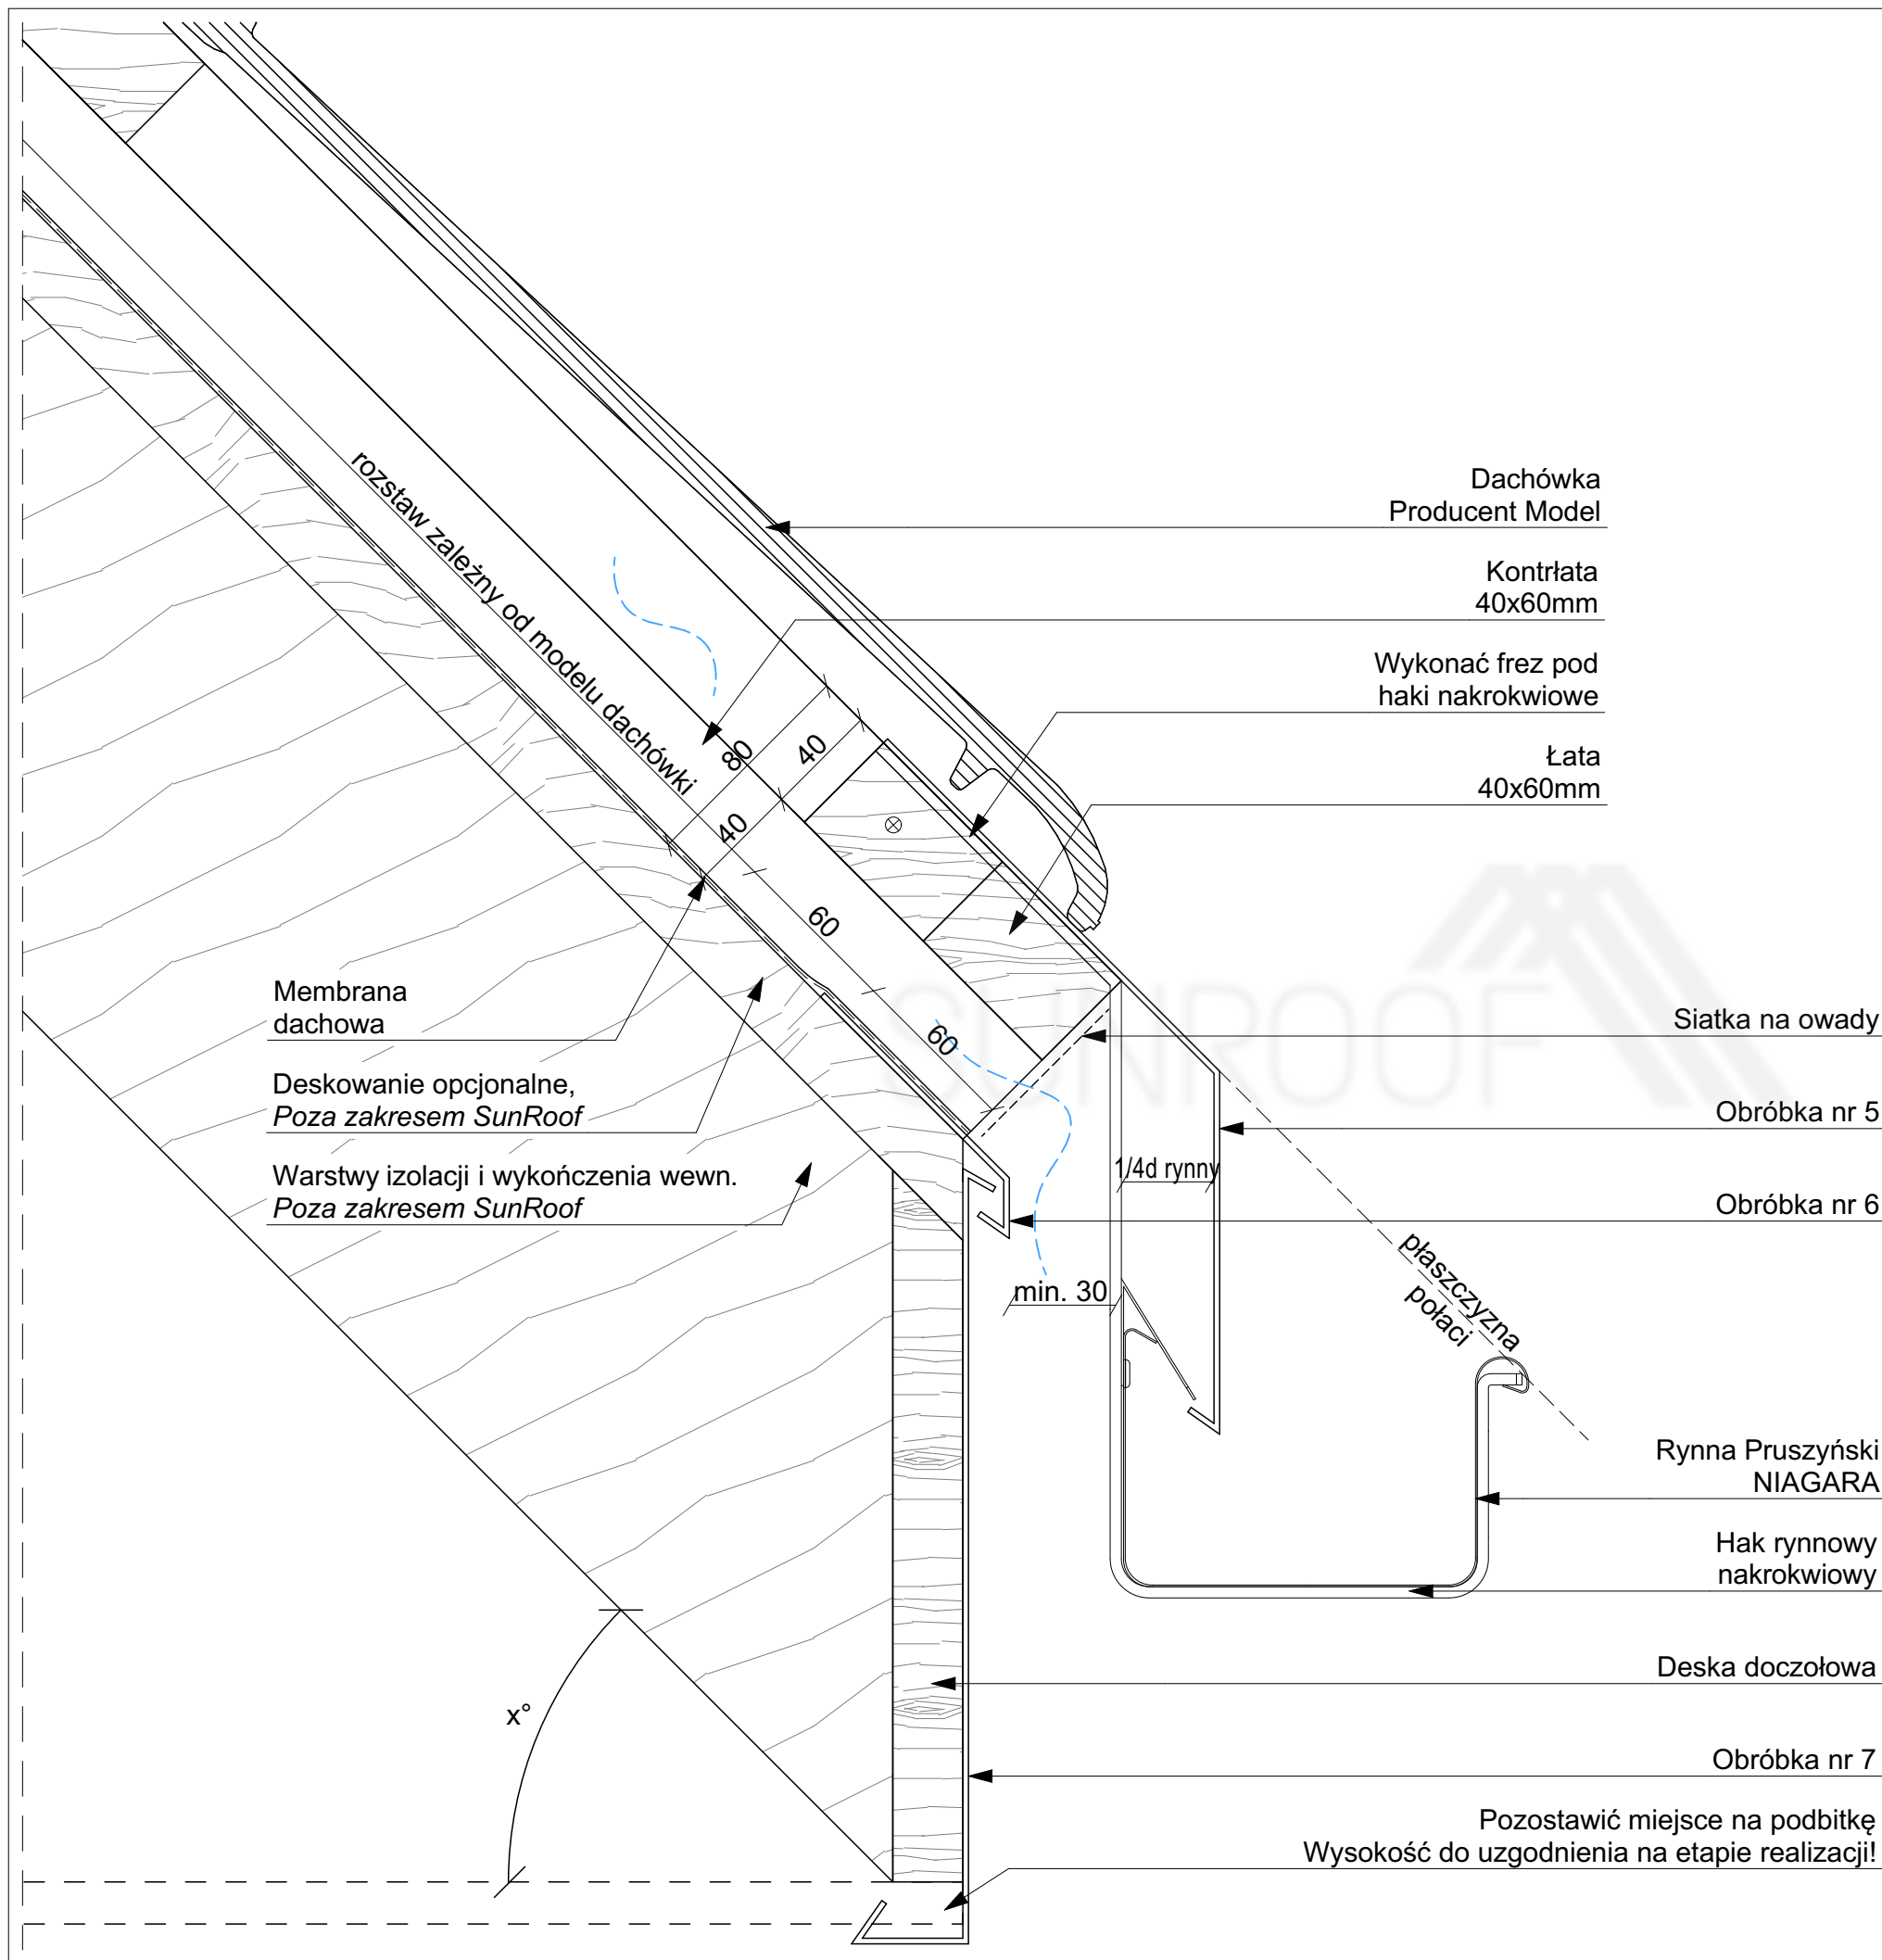 Dachówka
Producent Model
Kontrłata
40x60mm
Wykonać frez pod
haki nakrokwiowe
Łata
40x60mm
rozstaw zależny od modelu dachówki
80
40
40
60
60
Membrana
dachowa
Deskowanie opcjonalne,
Poza zakresem SunRoof
Warstwy izolacji i wykończenia wewn.
Poza zakresem SunRoof
SUNROOF
Siatka na owady
Obróbka nr 5
1/4d rynny
Obróbka nr 6
min. 30
płaszczyzna
połaci
Rynna Pruszyński
NIAGARA
Hak rynnowy
nakrokwiowy
Deska doczołowa
x°
Obróbka nr 7
Pozostawić miejsce na podbitkę
Wysokość do uzgodnienia na etapie realizacji!